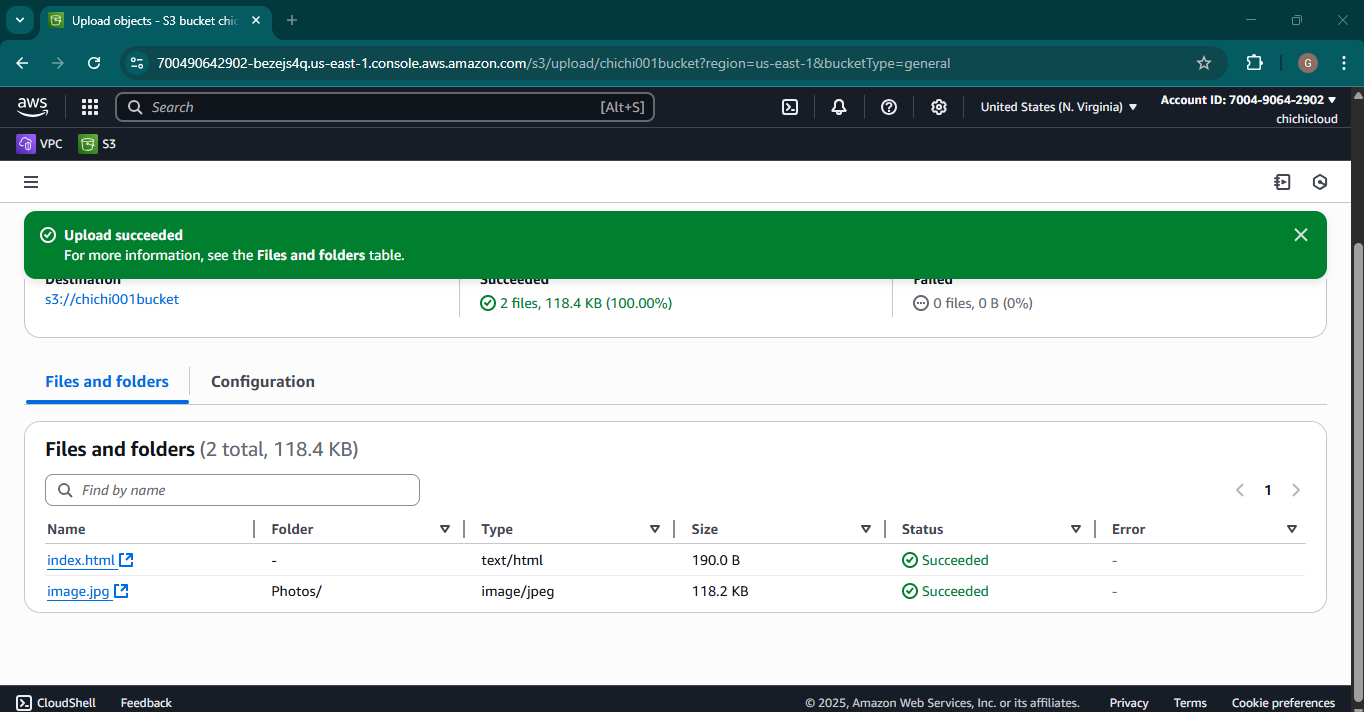 Upload objects - S3 bucket chic
700490642902-bezejs4q.us-east-1.console.aws.amazon.com/s3/upload/chichi001bucket?region=us-east-1&bucketType=general
G
aws
Search [Alt+S]
United States (N. Virginia)
Account ID: 7004-9064-2902
chichicloud
VPC S3
Upload succeeded
For more information, see the Files and folders table.
Destination Succeeded Failed
s3://chichi001bucket 2 files, 118.4 KB (100.00%) 0 files, 0 B (0%)
Files and folders Configuration
Files and folders (2 total, 118.4 KB)
Find by name 1
Name Folder Type Size Status Error
index.html - text/html 190.0 B Succeeded -
image.jpg Photos/ image/jpeg 118.2 KB Succeeded -
CloudShell Feedback © 2025, Amazon Web Services, Inc. or its affiliates. Privacy Terms Cookie preferences